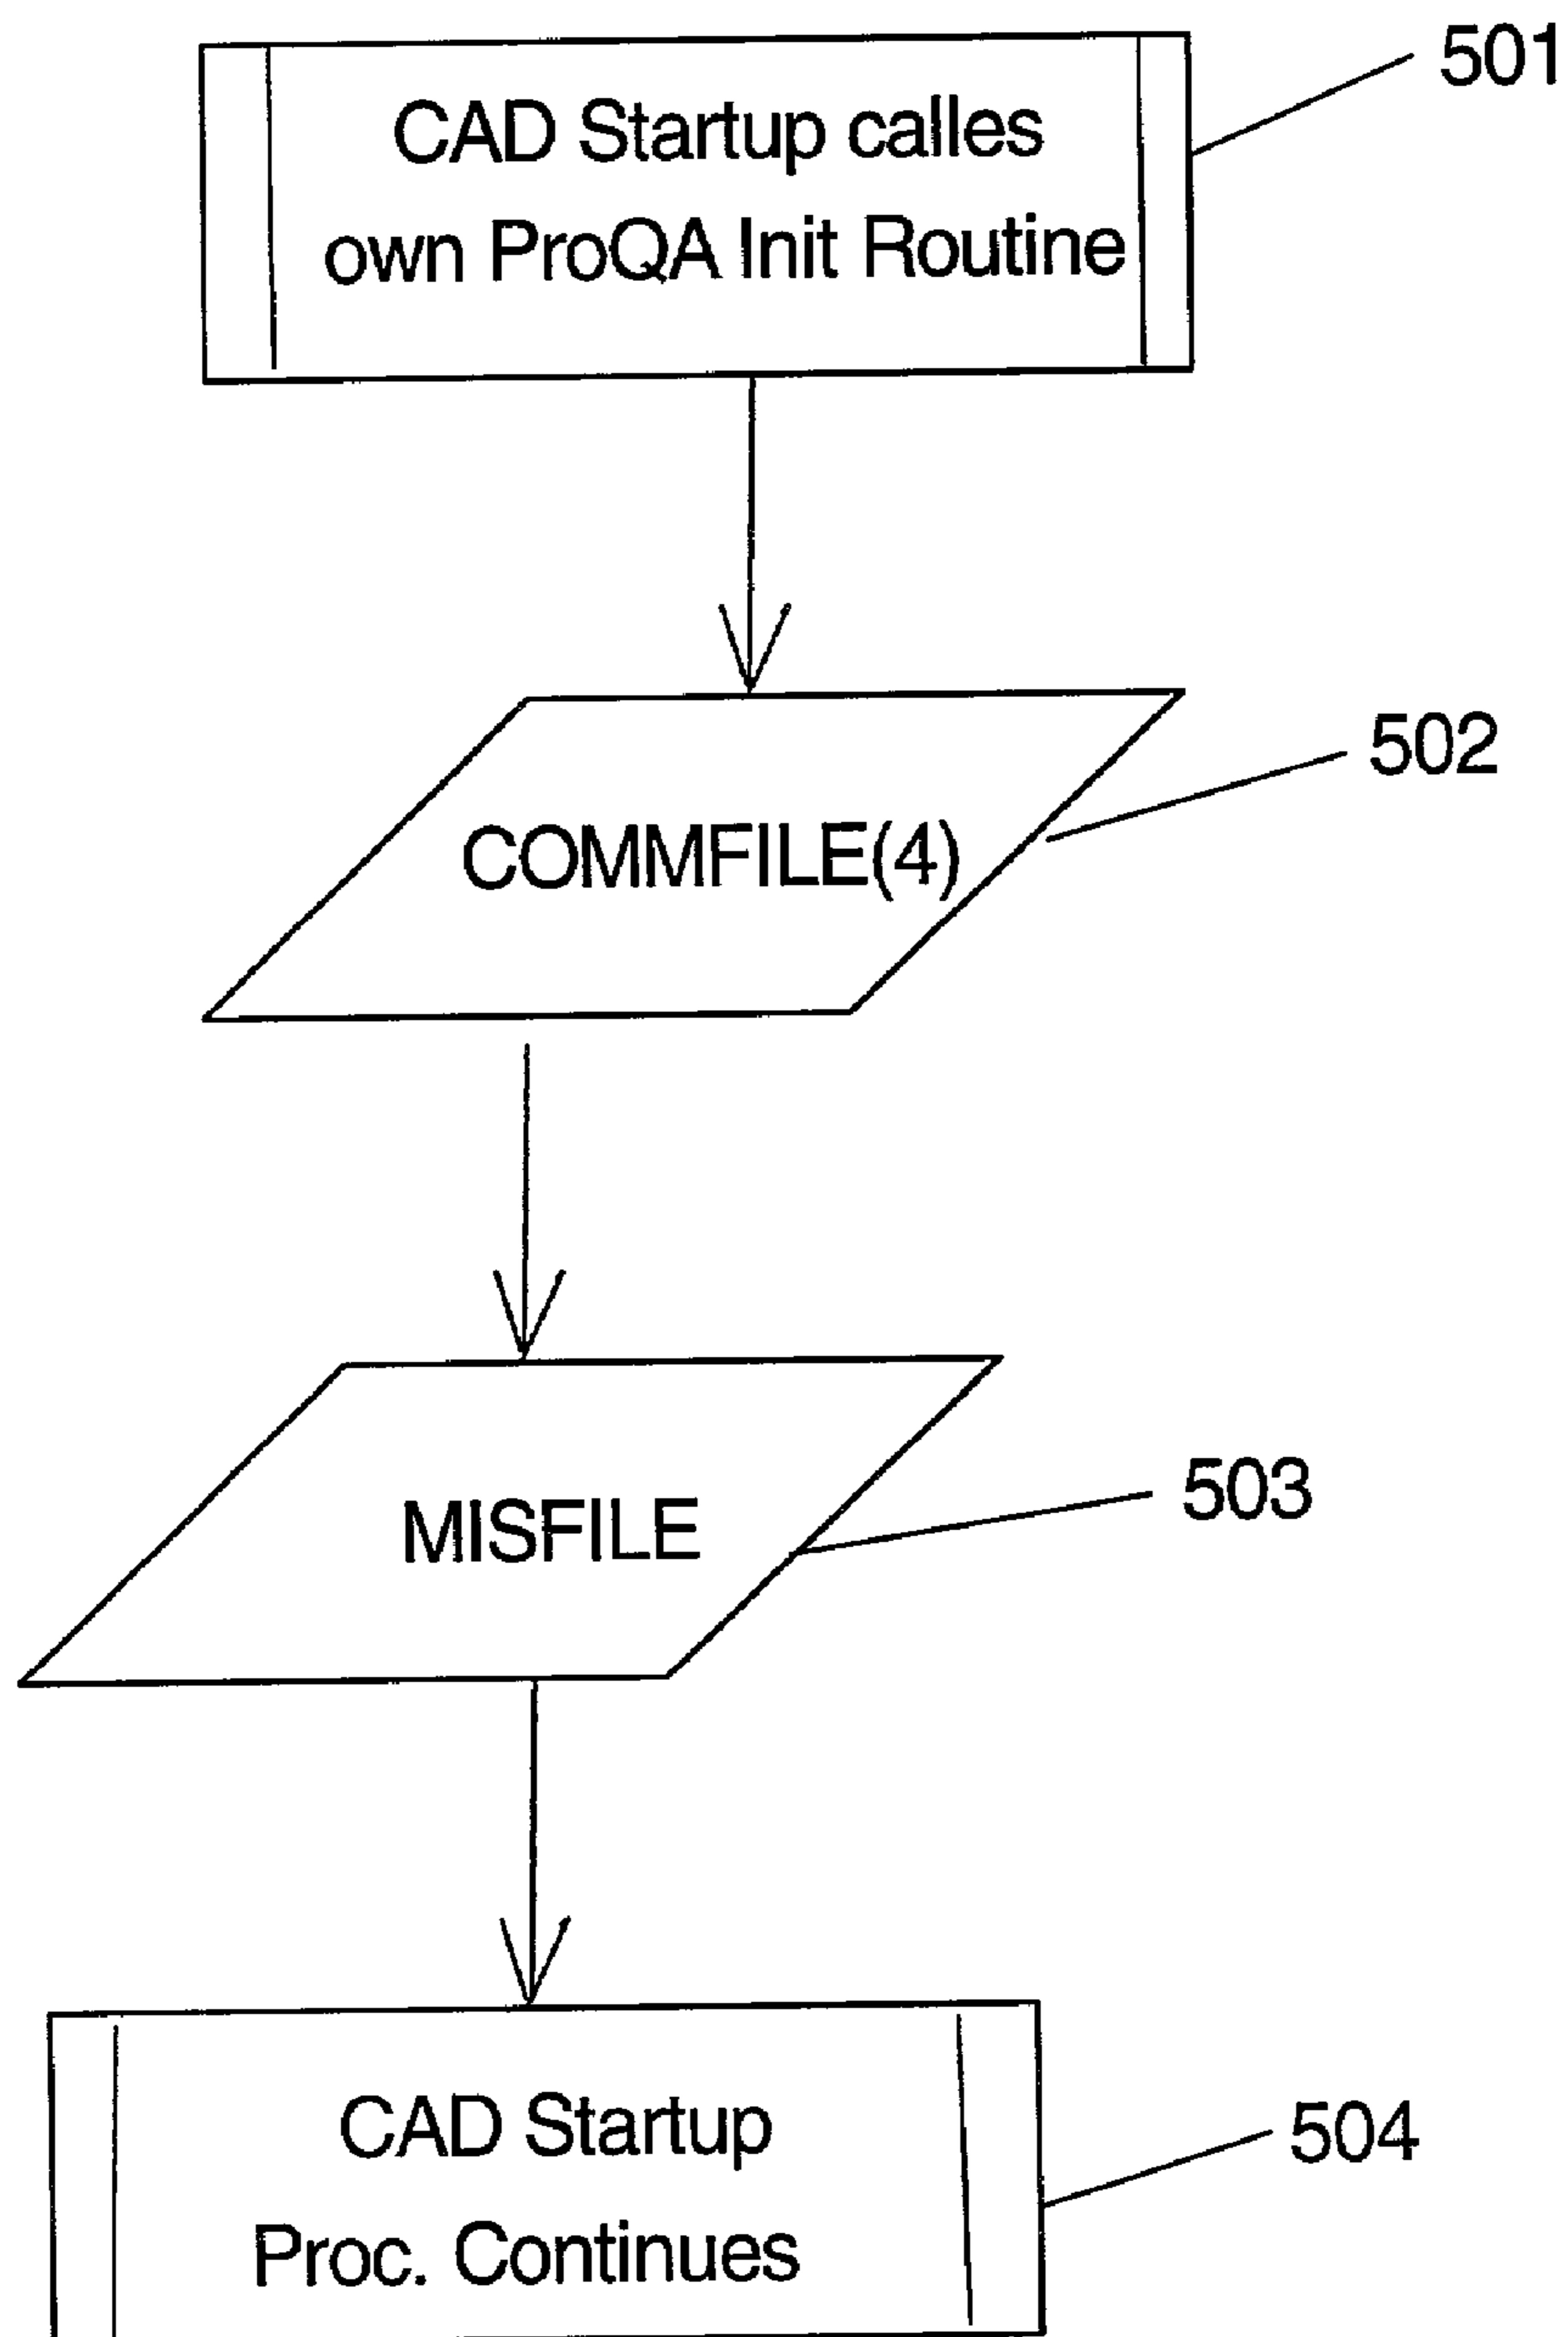 501
CAD Startup calles
own ProQA Init Routine
502
COMMFILE(4)
503
MISFILE
504
CAD Startup
Proc. Continues